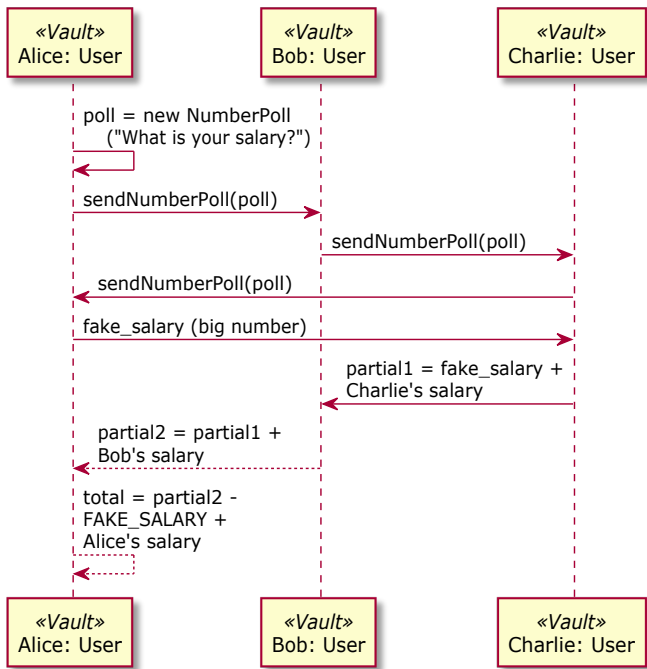 «Vault»
Alice: User
«Vault»
Bob: User
«Vault»
Charlie: User
poll = new NumberPoll
("What is your salary?")
sendNumberPoll(poll)
sendNumberPoll(poll)
sendNumberPoll(poll)
fake_salary (big number)
partial1 = fake_salary +
Charlie's salary
partial2 = partial1 +
Bob's salary
total = partial2 -
FAKE_SALARY +
Alice's salary
«Vault»
Alice: User
«Vault»
Bob: User
«Vault»
Charlie: User